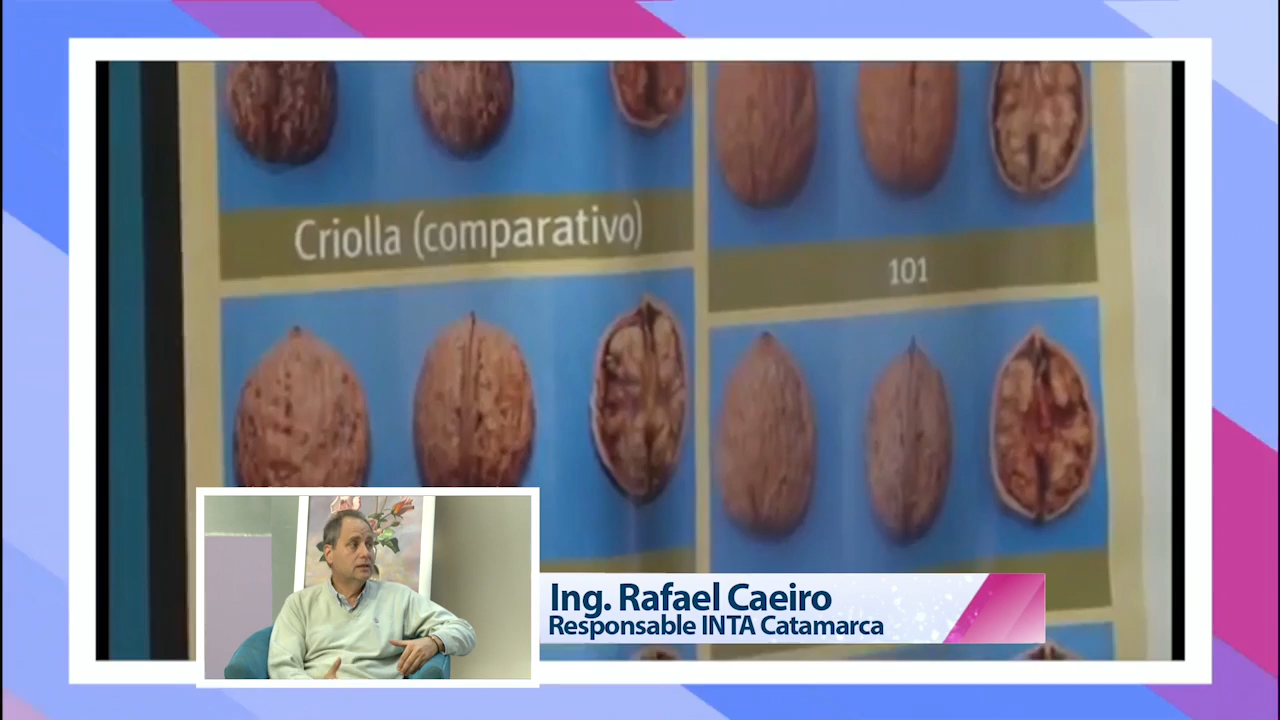 Criolla (comparativo)
101
Ing. Rafael Caeiro
Responsable INTA Catamarca